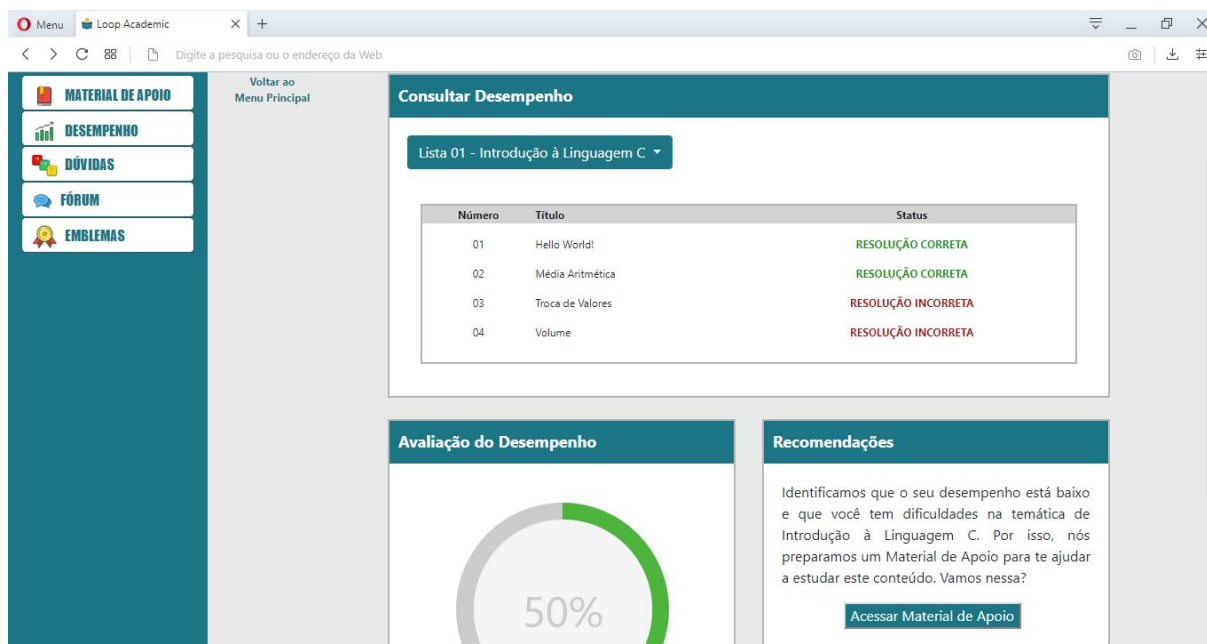 Menu
Loop Academic
Digite a pesquisa ou o endereço da Web
MATERIAL DE APOIO
DESEMPENHO
DÚVIDAS
FÓRUM
EMBLEMAS
Voltar ao
Menu Principal
Consultar Desempenho
Lista 01 - Introdução à Linguagem C
Número Título Status
01 Hello World! RESOLUÇÃO CORRETA
02 Média Aritmética RESOLUÇÃO CORRETA
03 Troca de Valores RESOLUÇÃO INCORRETA
04 Volume RESOLUÇÃO INCORRETA
Avaliação do Desempenho
50%
Recomendações
Identificamos que o seu desempenho está baixo
e que você tem dificuldades na temática de
Introdução à Linguagem C. Por isso, nós
preparamos um Material de Apoio para te ajudar
a estudar este conteúdo. Vamos nessa?
Acessar Material de Apoio